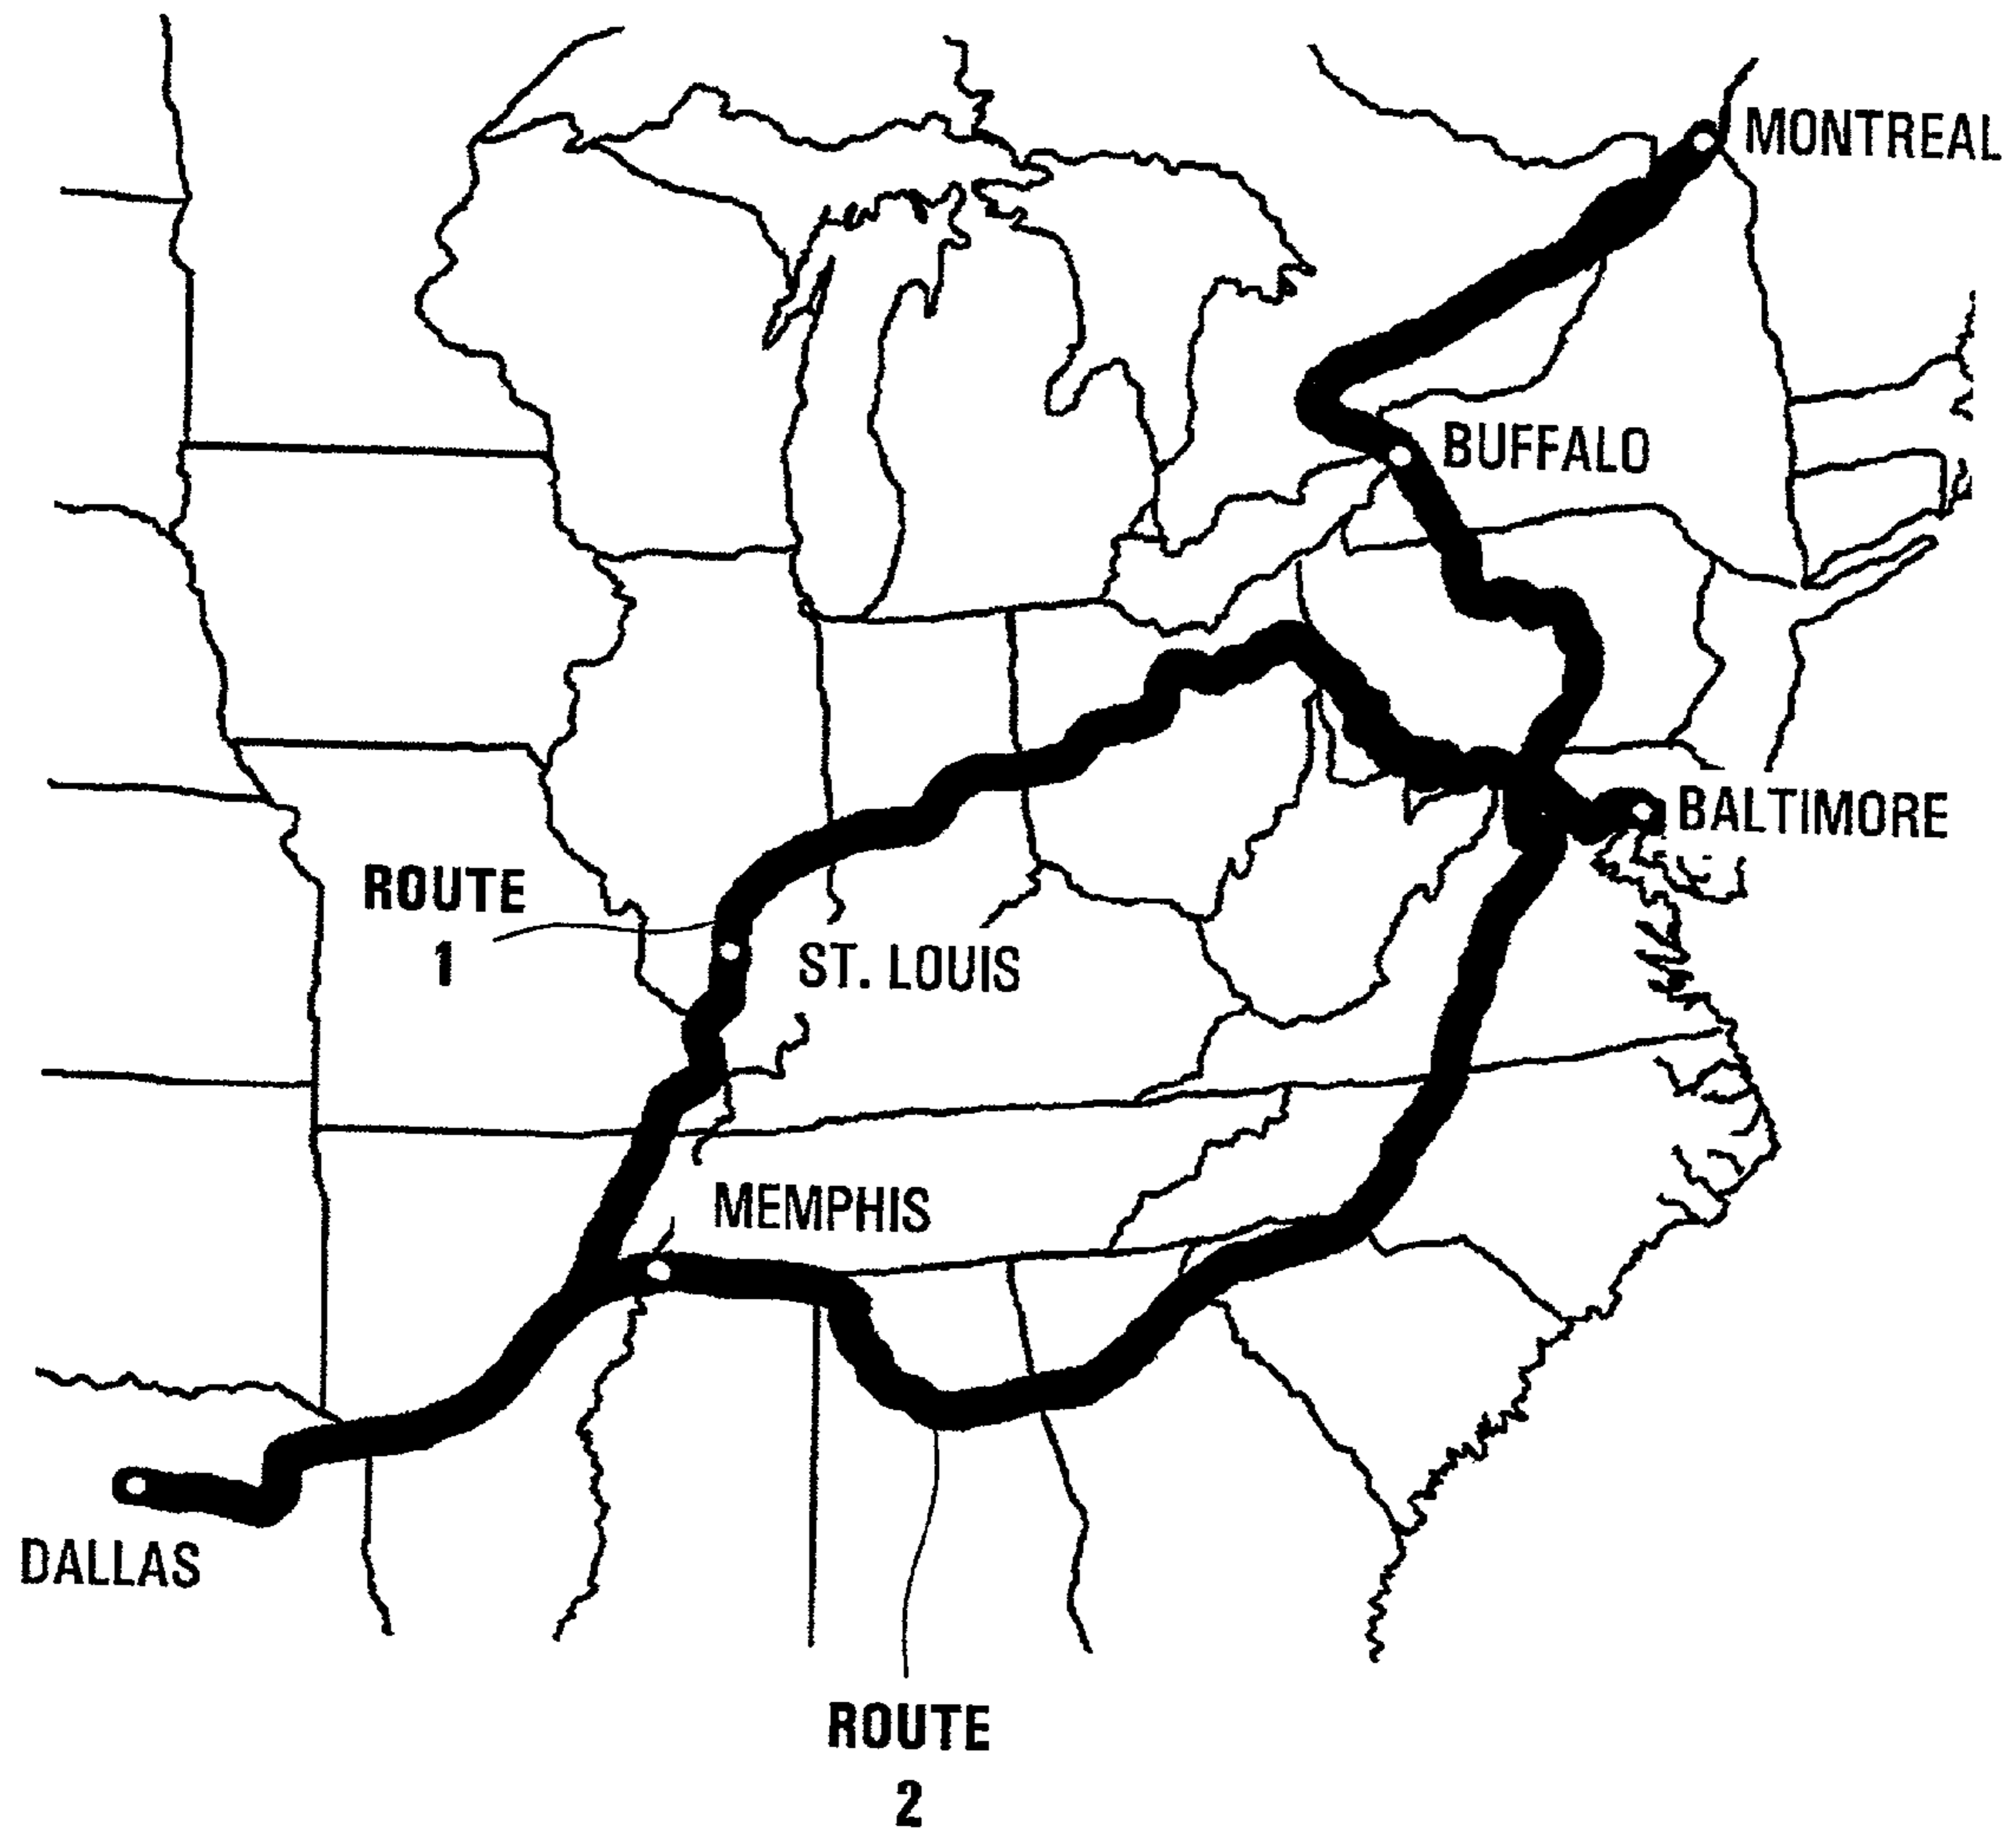 MONTREAL
BUFFALO
BALTIMORE
ROUTE
1
ST. LOUIS
MEMPHIS
DALLAS
ROUTE
2